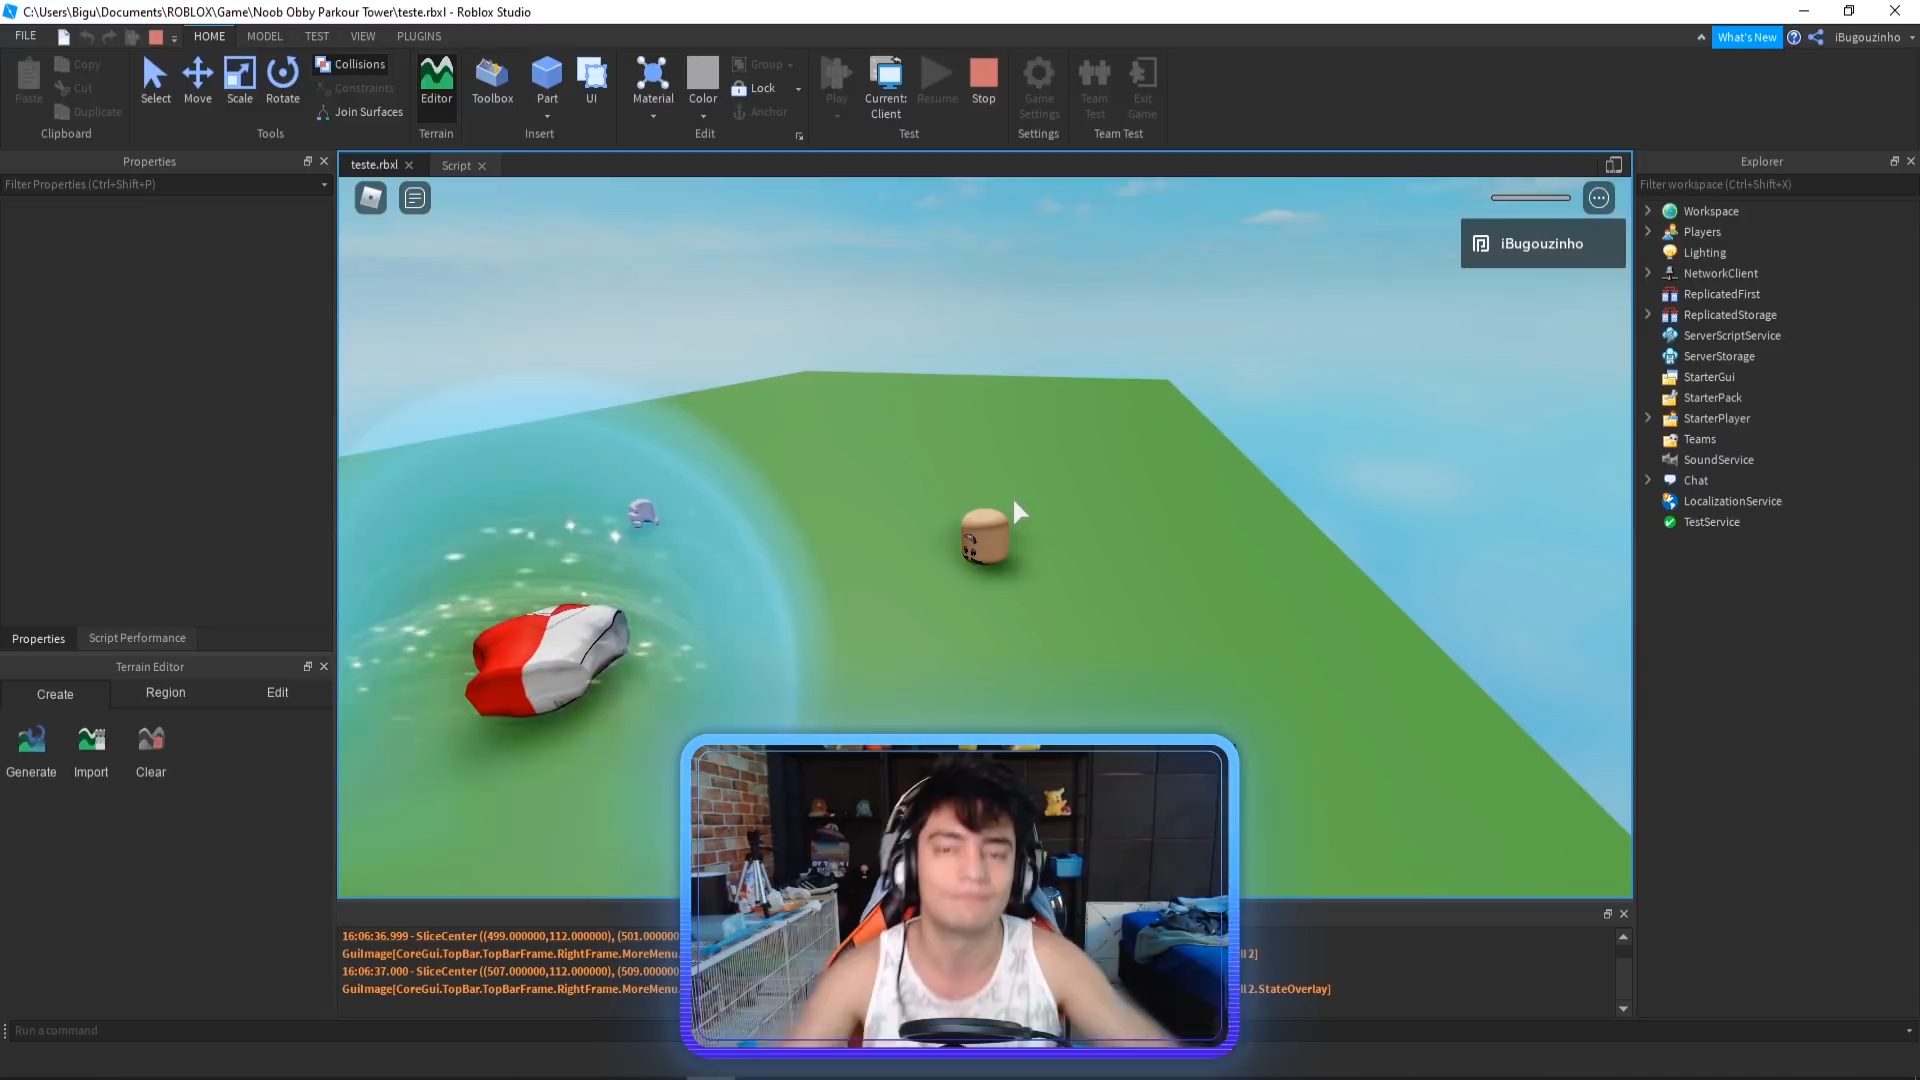 C:\Users\Bigu\Documents\ROBLOX\Game\Noob Obby Parkour Tower\teste.rbxl - Roblox Studio
FILE HOME MODEL TEST VIEW PLUGINS What's New iBugouzinho
Paste Copy Cut Duplicate Clipboard
Select Move Scale Rotate Collisions Constraints Join Surfaces Tools
Editor Terrain
Toolbox Part UI Insert
Material Color Group Lock Anchor Edit
Play Current: Client Resume Stop Test
Game Settings Settings
Team Test Exit Game Team Test
Properties
Filter Properties (Ctrl+Shift+P)
teste.rbxl Script
iBugouzinho
Explorer
Filter workspace (Ctrl+Shift+X)
Workspace
Players
Lighting
NetworkClient
ReplicatedFirst
ReplicatedStorage
ServerScriptService
ServerStorage
StarterGui
StarterPack
StarterPlayer
Teams
SoundService
Chat
LocalizationService
TestService
Properties Script Performance
Terrain Editor
Create Region Edit
Generate Import Clear
16:06:36.999 - SliceCenter ((499.000000,112.000000), (501.000000
GuiImage[CoreGui.TopBar.TopBarFrame.RightFrame.MoreMenu. ll 2]
16:06:37.000 - SliceCenter ((507.000000,112.000000), (509.000000
GuiImage[CoreGui.TopBar.TopBarFrame.RightFrame.MoreMenu. ll 2.StateOverlay]
Run a command